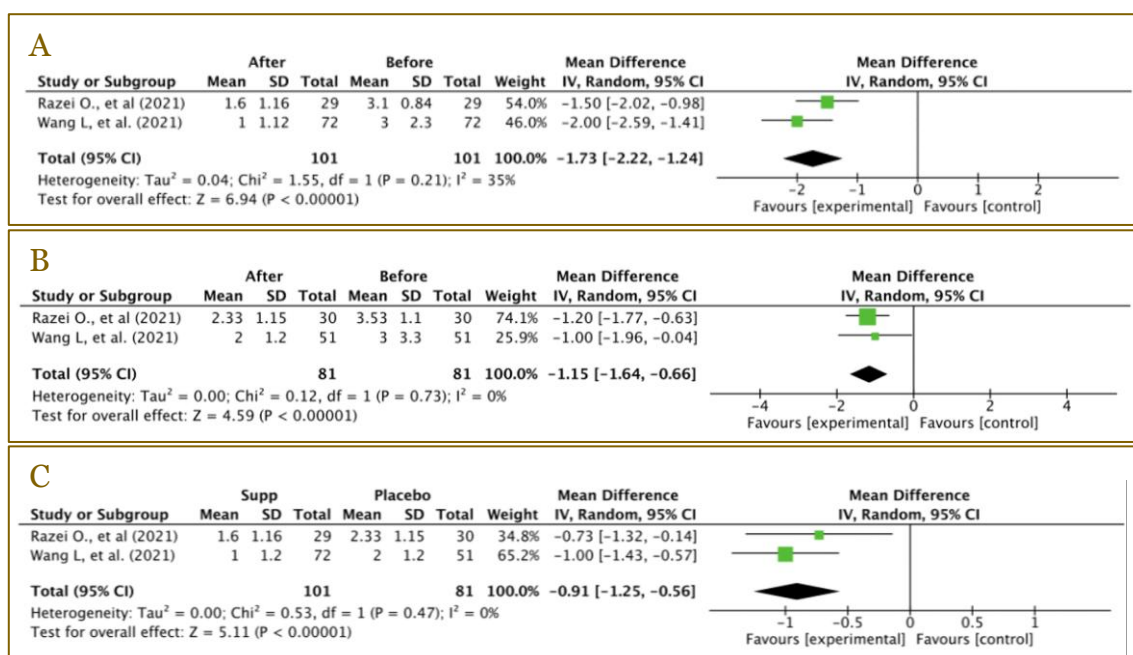 A
After Before Mean Difference Mean Difference
Study or Subgroup Mean SD Total Mean SD Total Weight IV, Random, 95% CI IV, Random, 95% CI
Razei O., et al (2021) 1.6 1.16 29 3.1 0.84 29 54.0% −1.50 [−2.02, −0.98]
Wang L, et al. (2021) 1 1.12 72 3 2.3 72 46.0% −2.00 [−2.59, −1.41]
Total (95% CI) 101 101 100.0% −1.73 [−2.22, −1.24]
Heterogeneity: Tau² = 0.04; Chi² = 1.55, df = 1 (P = 0.21); I² = 35%
Test for overall effect: Z = 6.94 (P < 0.00001)
−2 −1 0 1 2
Favours [experimental] Favours [control]
B
After Before Mean Difference Mean Difference
Study or Subgroup Mean SD Total Mean SD Total Weight IV, Random, 95% CI IV, Random, 95% CI
Razei O., et al (2021) 2.33 1.15 30 3.53 1.1 30 74.1% −1.20 [−1.77, −0.63]
Wang L, et al. (2021) 2 1.2 51 3 3.3 51 25.9% −1.00 [−1.96, −0.04]
Total (95% CI) 81 81 100.0% −1.15 [−1.64, −0.66]
Heterogeneity: Tau² = 0.00; Chi² = 0.12, df = 1 (P = 0.73); I² = 0%
Test for overall effect: Z = 4.59 (P < 0.00001)
−4 −2 0 2 4
Favours [experimental] Favours [control]
C
Supp Placebo Mean Difference Mean Difference
Study or Subgroup Mean SD Total Mean SD Total Weight IV, Random, 95% CI IV, Random, 95% CI
Razei O., et al (2021) 1.6 1.16 29 2.33 1.15 30 34.8% −0.73 [−1.32, −0.14]
Wang L, et al. (2021) 1 1.2 72 2 1.2 51 65.2% −1.00 [−1.43, −0.57]
Total (95% CI) 101 81 100.0% −0.91 [−1.25, −0.56]
Heterogeneity: Tau² = 0.00; Chi² = 0.53, df = 1 (P = 0.47); I² = 0%
Test for overall effect: Z = 5.11 (P < 0.00001)
−1 −0.5 0 0.5 1
Favours [experimental] Favours [control]